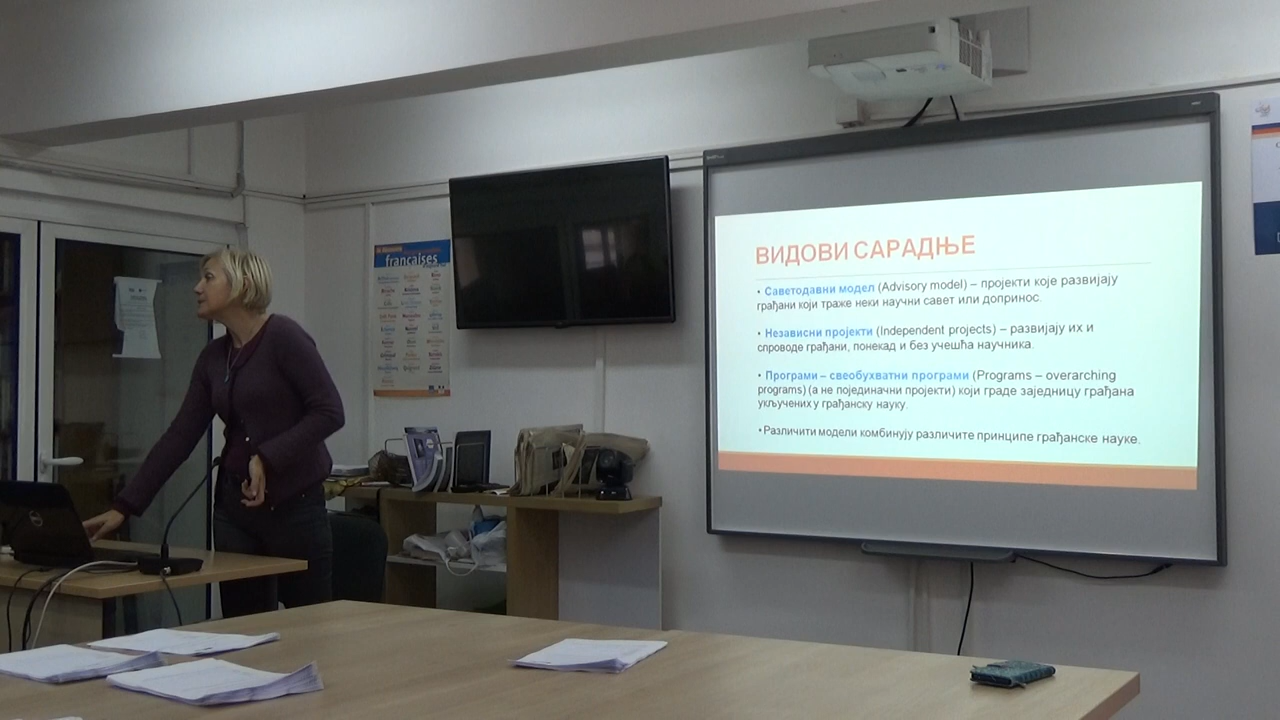 ВИДОВИ САРАДЊЕ
• Саветодавни модел (Advisory model) – пројекти које развијају
грађани који траже неки научни савет или допринос.
• Независни пројекти (Independent projects) – развијају их и
спроводе грађани, понекад и без учешћа научника.
• Програми – свеобухватни програми (Programs – overarching
programs) (а не појединачни пројекти) који граде заједницу грађана
укључених у грађанску науку.
• Различити модели комбинују различите принципе грађанске науке.
françaises
DELL